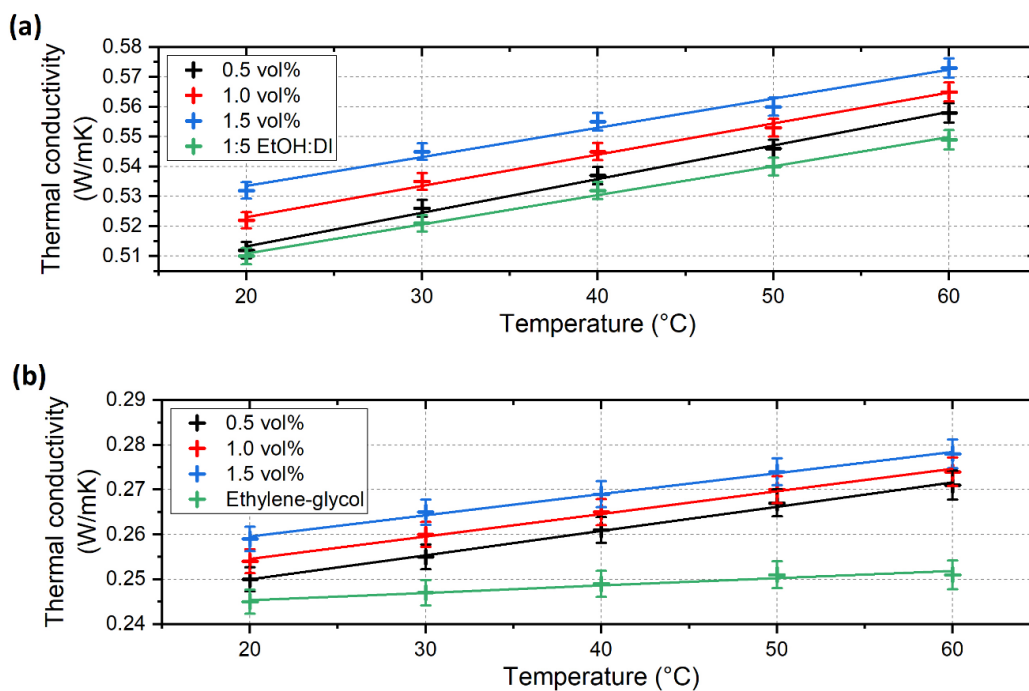 (a)
Thermal conductivity
(W/mK)
0.58
0.57
0.56
0.55
0.54
0.53
0.52
0.51
0.5 vol%
1.0 vol%
1.5 vol%
1:5 EtOH:DI
20 30 40 50 60
Temperature (°C)
(b)
Thermal conductivity
(W/mK)
0.29
0.28
0.27
0.26
0.25
0.24
0.5 vol%
1.0 vol%
1.5 vol%
Ethylene-glycol
20 30 40 50 60
Temperature (°C)